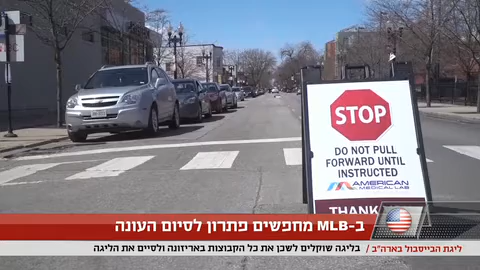 STOP
DO NOT PULL
FORWARD UNTIL
INSTRUCTED
AMERICAN
MEDICAL LAB
THANK
ב-MLB מחפשים פתרון לסיום העונה
ליגת הבייסבול בארה"ב / בליגה שוקלים לשכן את כל הקבוצות באריזונה ולסיים את הליגה